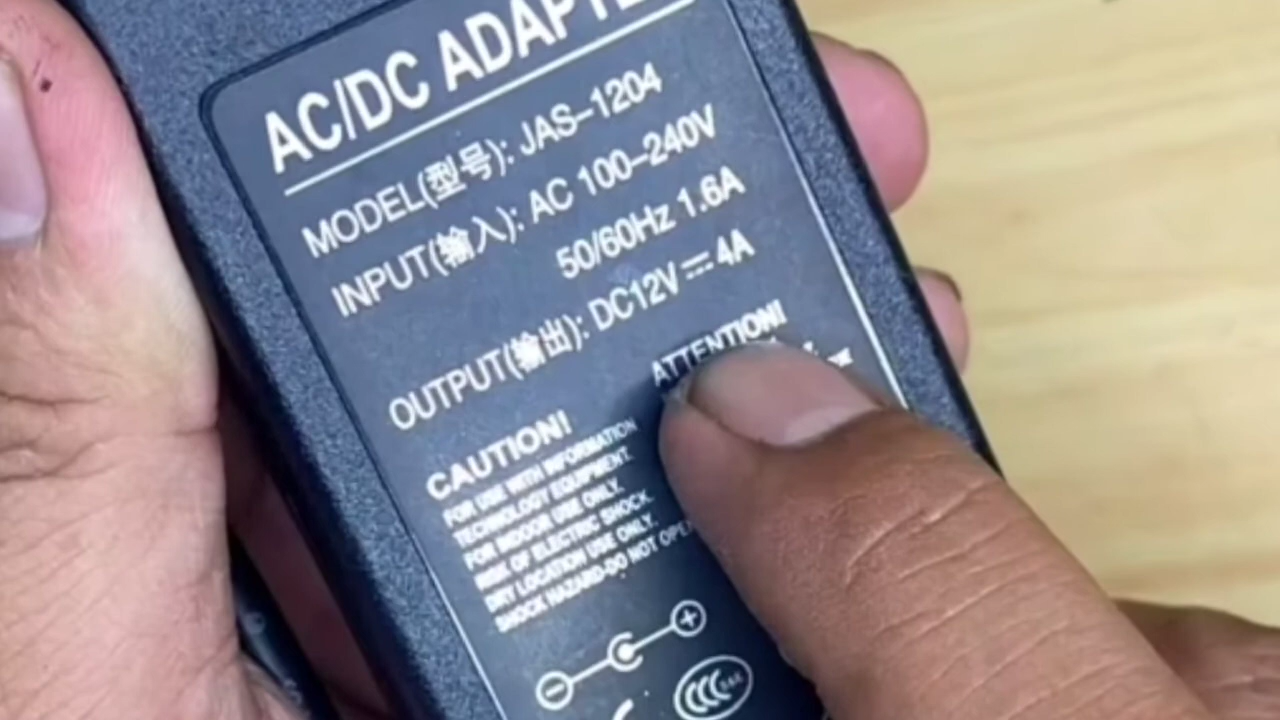 AC/DC ADAPTE
MODEL(型号): JAS-1204
INPUT(输入): AC 100-240V
50/60Hz 1.6A
OUTPUT(输出): DC12V⎓4A
ATTENTION!
CAUTION!
FOR USE WITH INFORMATION
TECHNOLOGY EQUIPMENT.
FOR INDOOR USE ONLY.
RISK OF ELECTRIC SHOCK.
DRY LOCATION USE ONLY.
SHOCK HAZARD-DO NOT OPE